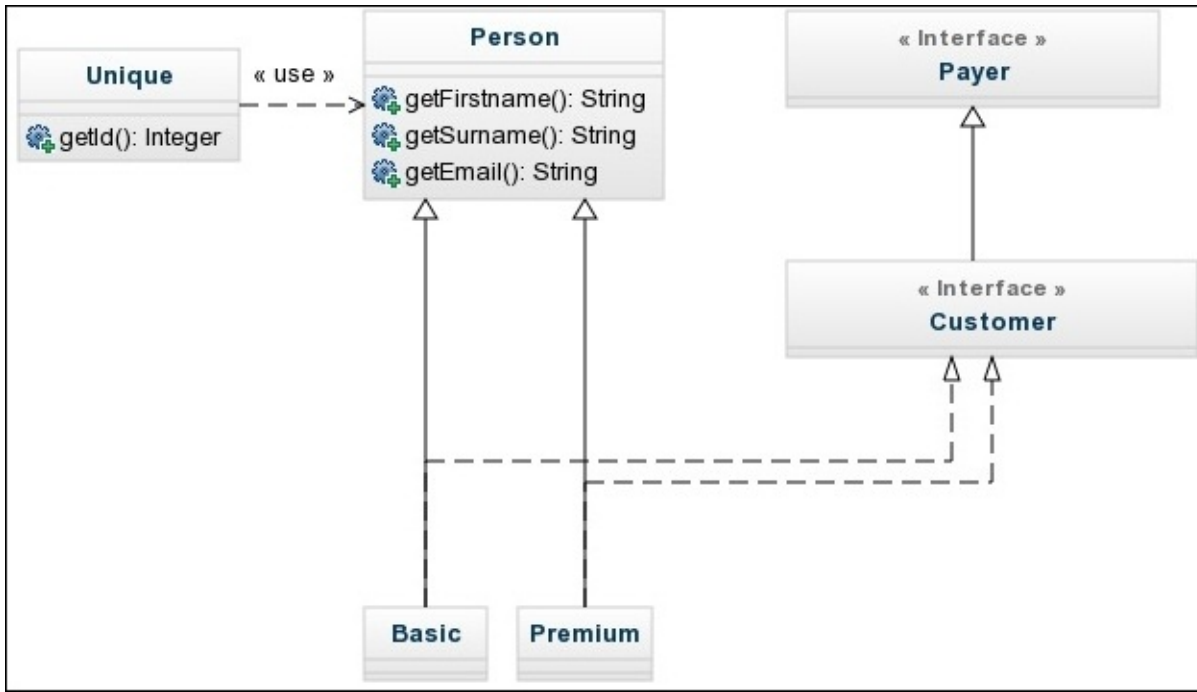 Unique
getId(): Integer
« use »
Person
getFirstname(): String
getSurname(): String
getEmail(): String
« Interface »
Payer
« Interface »
Customer
Basic
Premium